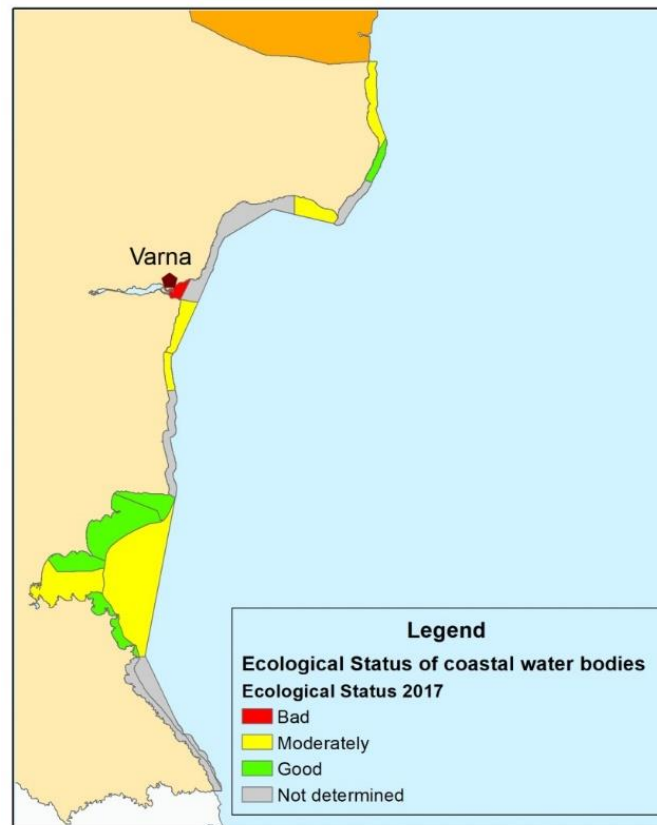 Varna
Legend
Ecological Status of coastal water bodies
Ecological Status 2017
Bad
Moderately
Good
Not determined